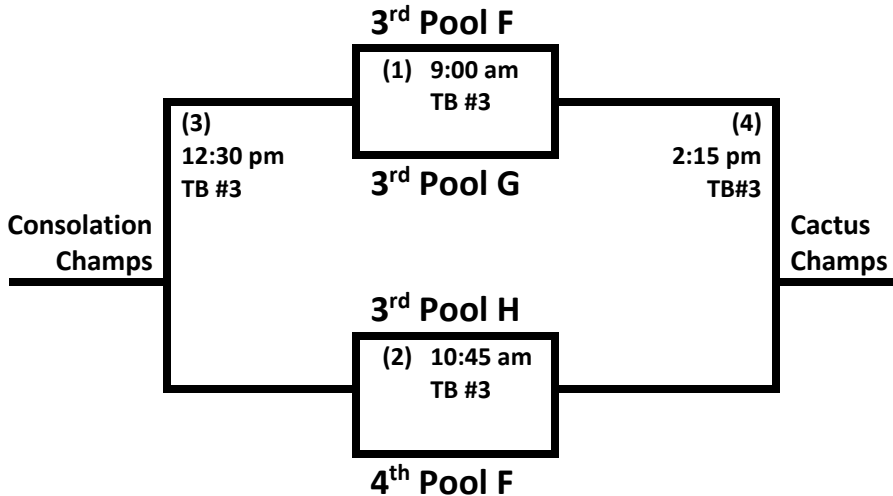 3rd Pool F
(1) 9:00 am
TB #3
(3)
12:30 pm
TB #3
(4)
2:15 pm
TB#3
3rd Pool G
Consolation
Champs
Cactus
Champs
3rd Pool H
(2) 10:45 am
TB #3
4th Pool F